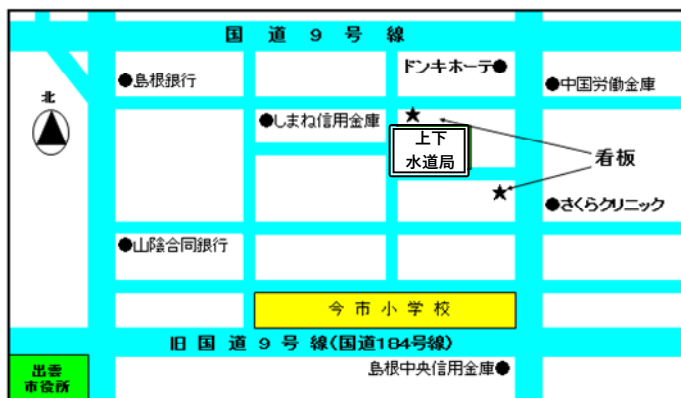 国 道 9 号 線
ドンキホーテ●
●島根銀行
●中国労働金庫
北
●しまね信用金庫
★
上下
水道局
看板
★
●さくらクリニック
●山陰合同銀行
今 市 小 学 校
旧 国 道 9 号 線(国道184号線)
出雲
市役所
島根中央信用金庫●